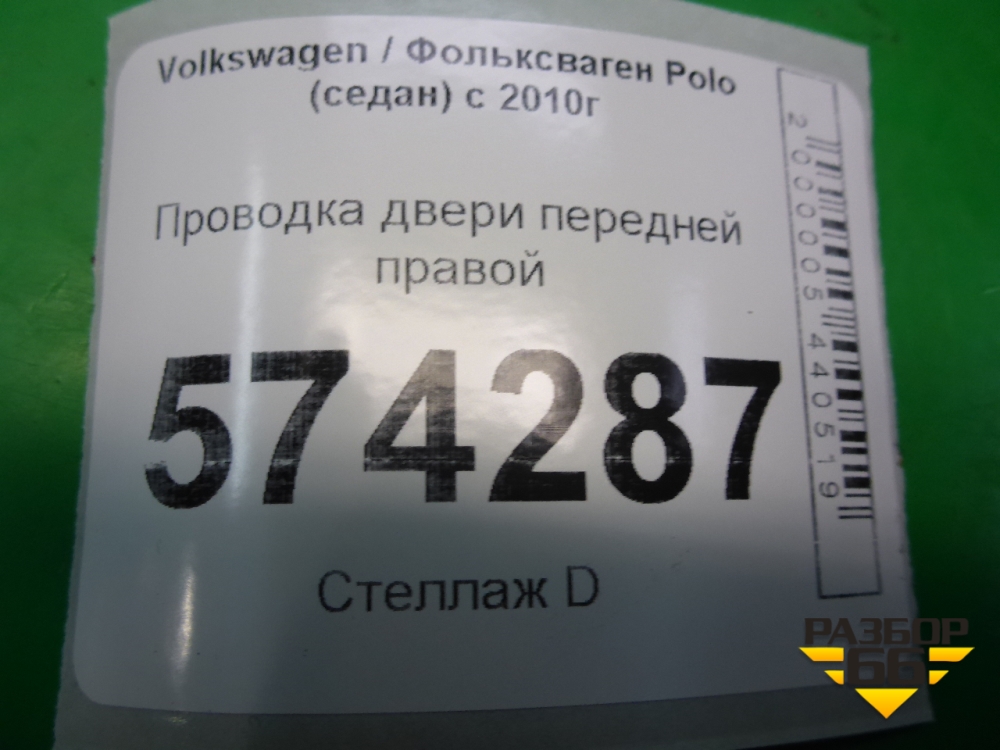 Volkswagen / Фольксваген Polo
(седан) с 2010г
Проводка двери передней
правой
574287
Стеллаж D
2000005440519
РАЗБОР
66